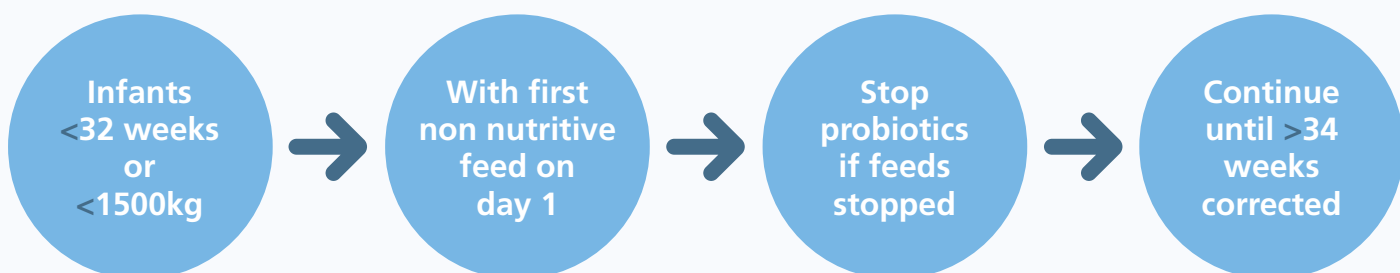 Infants
<32 weeks
or
<1500kg
With first
non nutritive
feed on
day 1
Stop
probiotics
if feeds
stopped
Continue
until >34
weeks
corrected